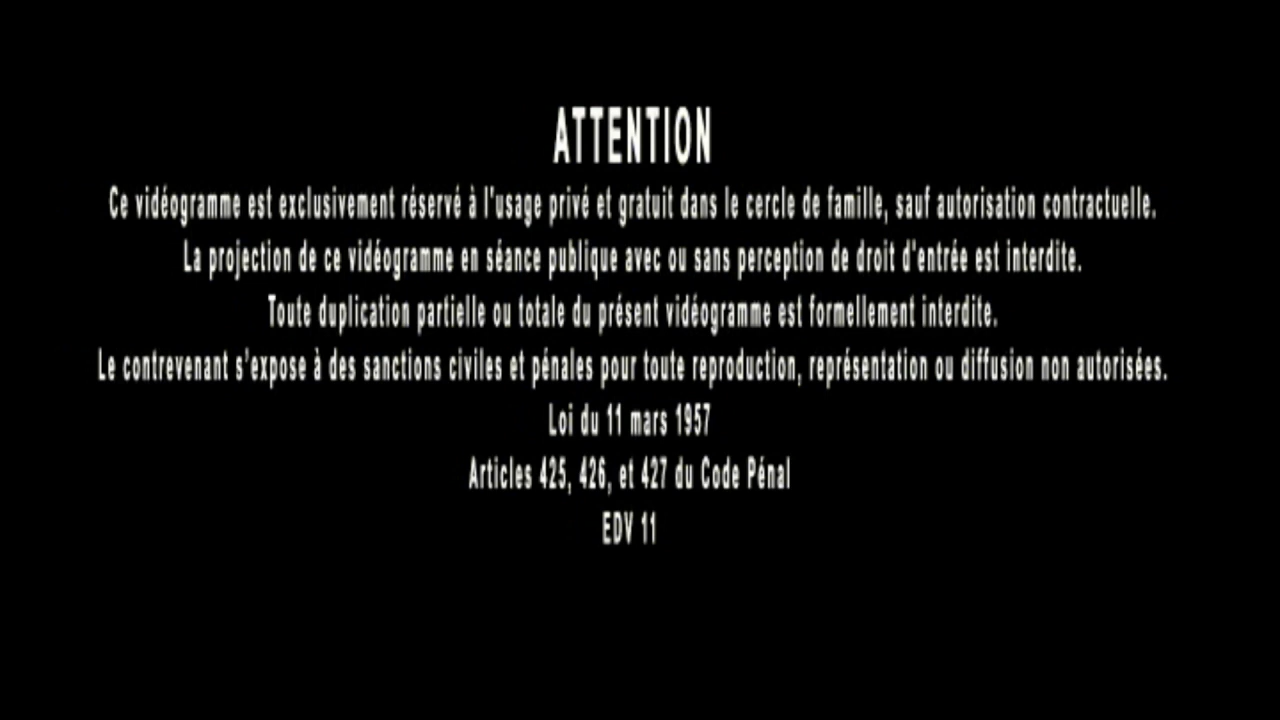 ATTENTION
Ce vidéogramme est exclusivement réservé à l'usage privé et gratuit dans le cercle de famille, sauf autorisation contractuelle.
La projection de ce vidéogramme en séance publique avec ou sans perception de droit d'entrée est interdite.
Toute duplication partielle ou totale du présent vidéogramme est formellement interdite.
Le contrevenant s'expose à des sanctions civiles et pénales pour toute reproduction, représentation ou diffusion non autorisées.
Loi du 11 mars 1957
Articles 425, 426, et 427 du Code Pénal
EDV 11